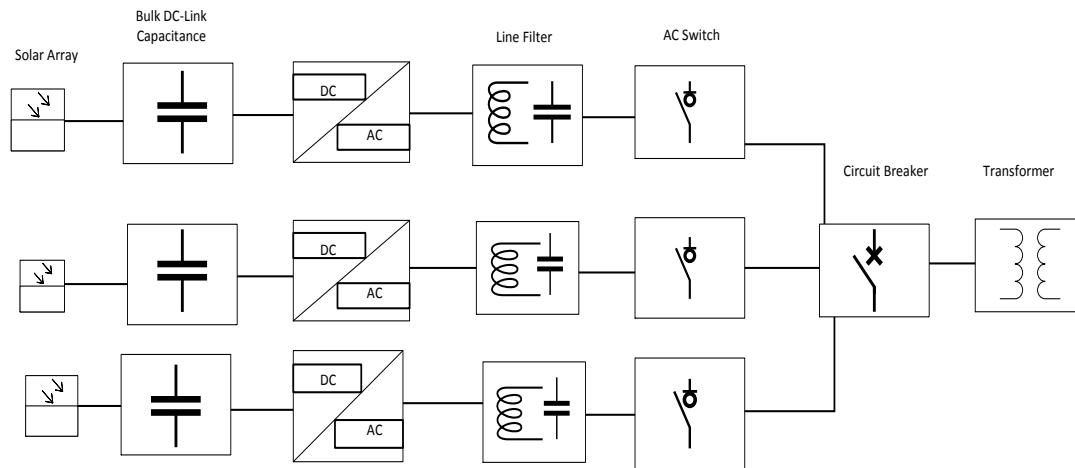 Bulk DC-Link
Capacitance
Solar Array
Line Filter
AC Switch
DC
AC
Circuit Breaker
Transformer
DC
AC
DC
AC